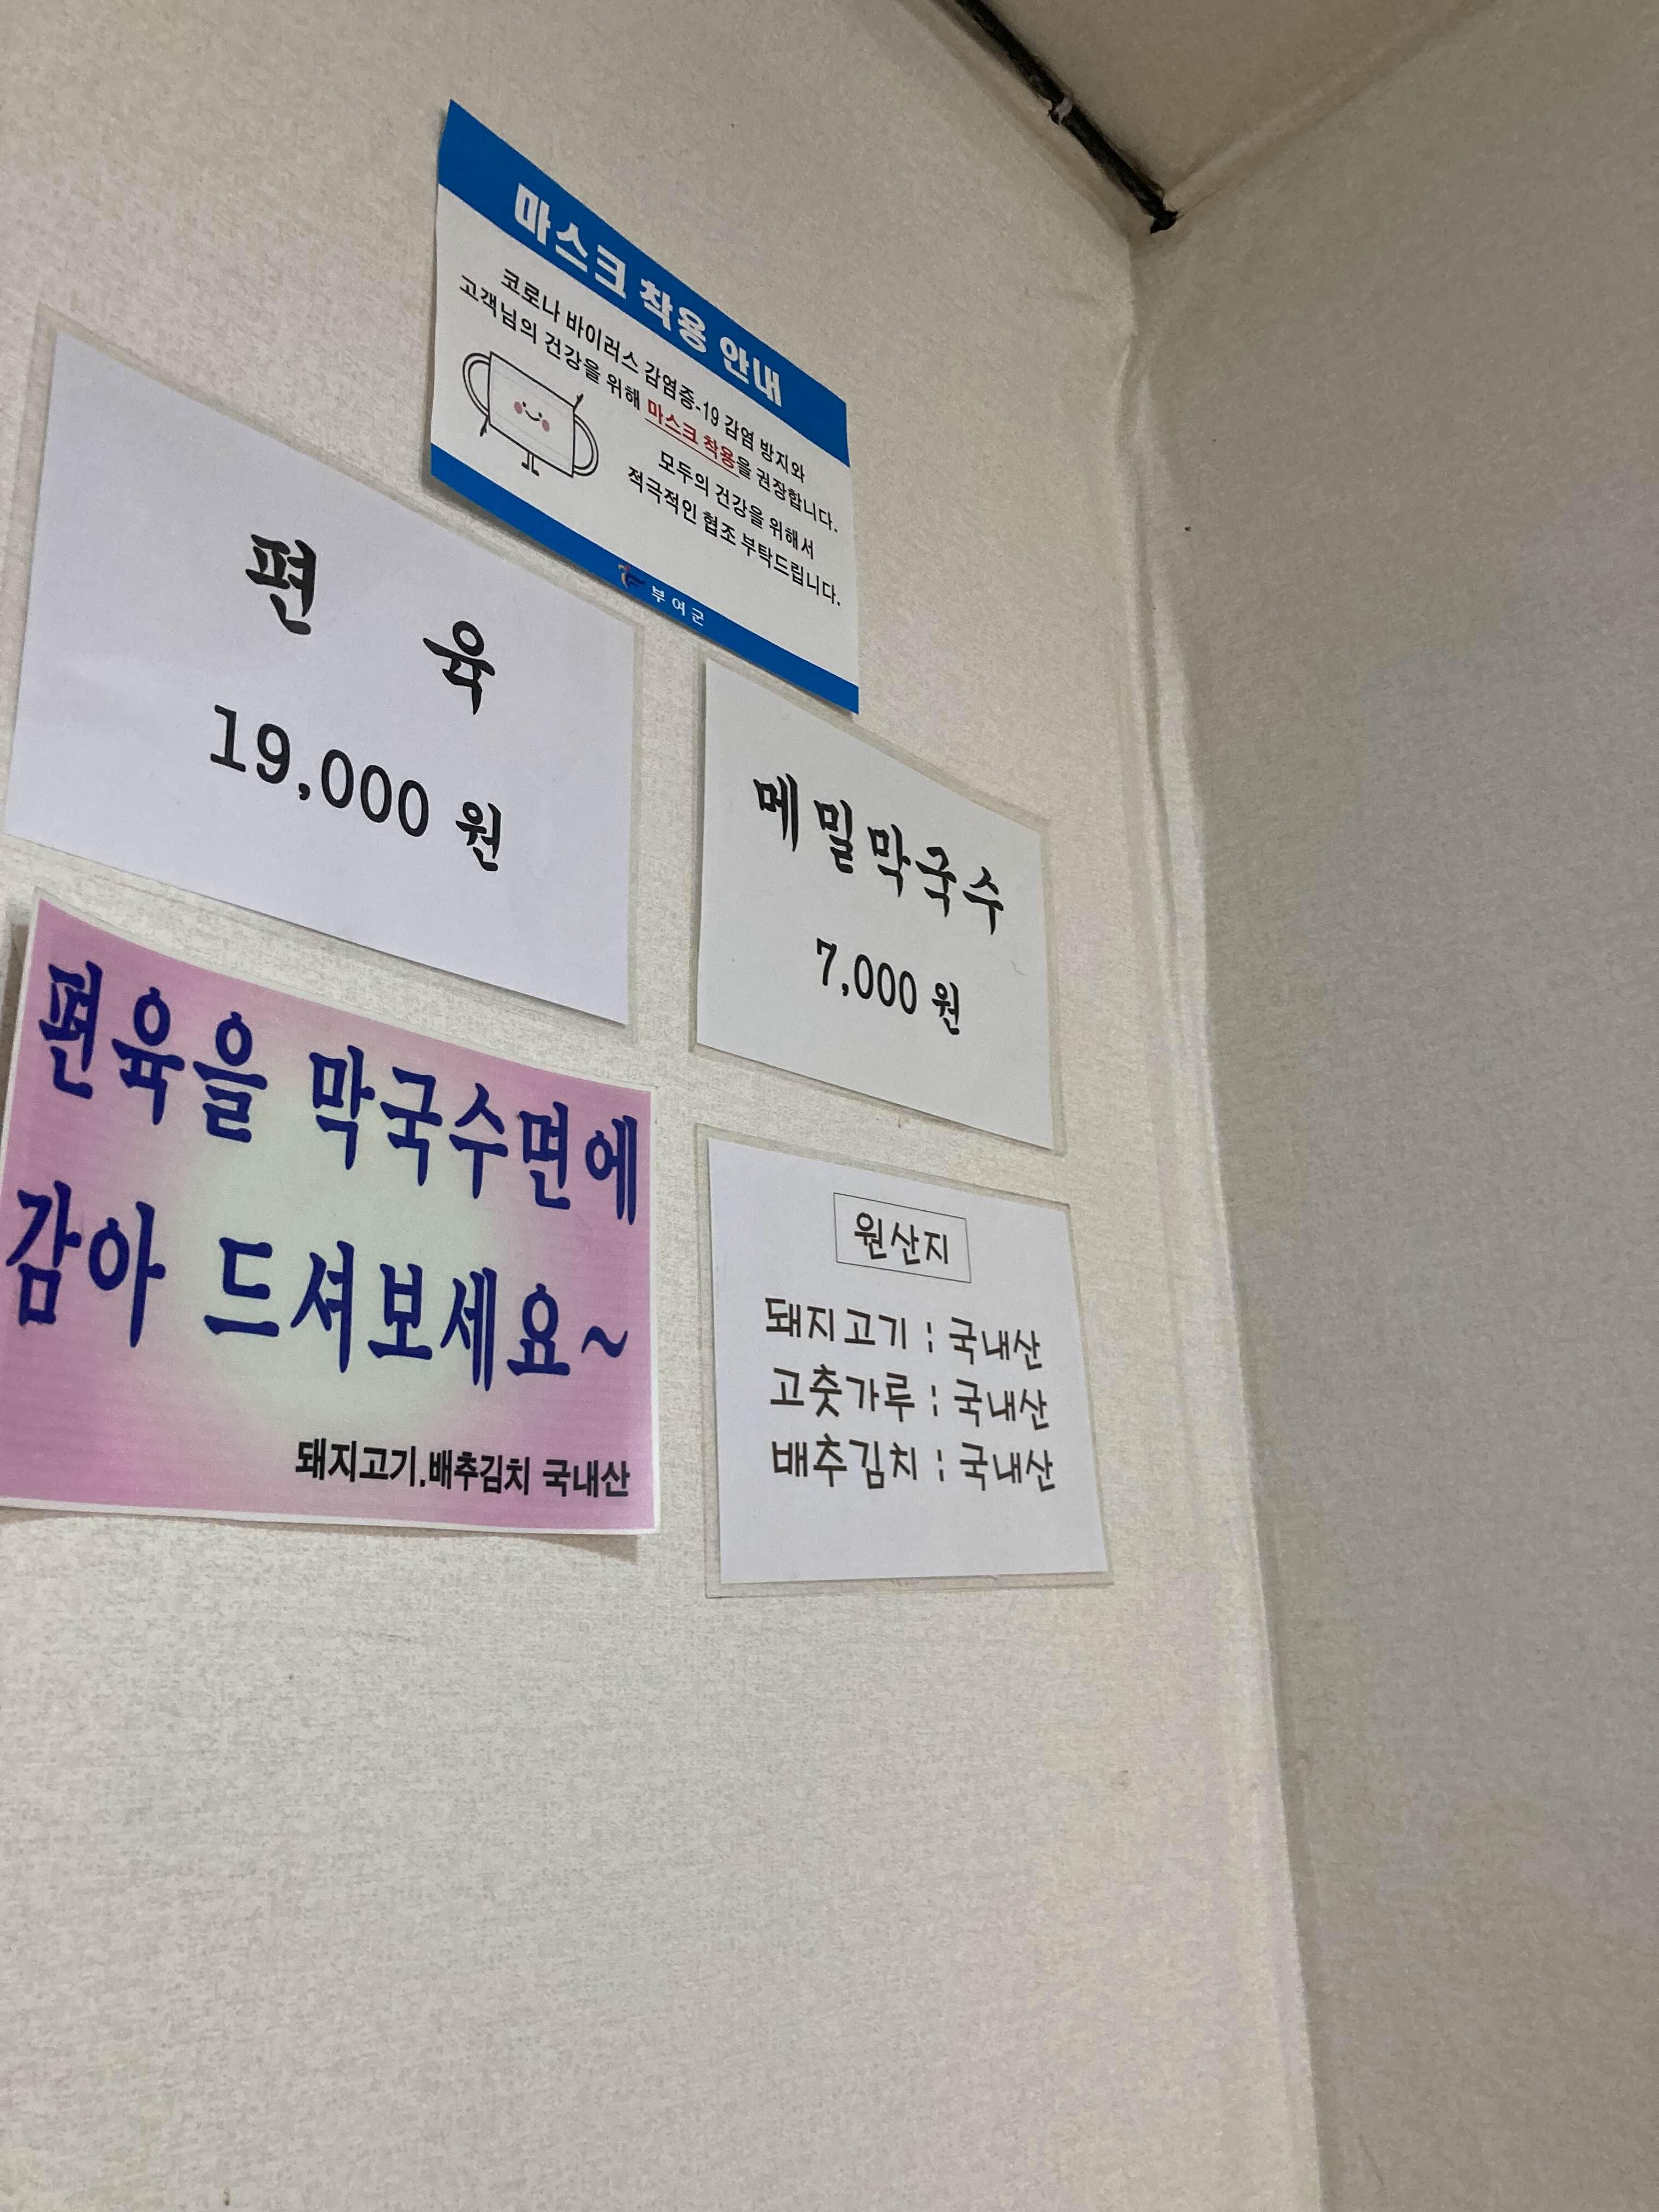 마스크 착용 안내
코로나 바이러스 감염증-19 감염 방지와
고객님의 건강을 위해 마스크 착용을 권장합니다.
모두의 건강을 위해서
적극적인 협조 부탁드립니다.
부여군
편 육
19,000 원
메밀막국수
7,000 원
편육을 막국수면에
감아 드셔보세요~
돼지고기.배추김치 국내산
원산지
돼지고기 : 국내산
고춧가루 : 국내산
배추김치 : 국내산